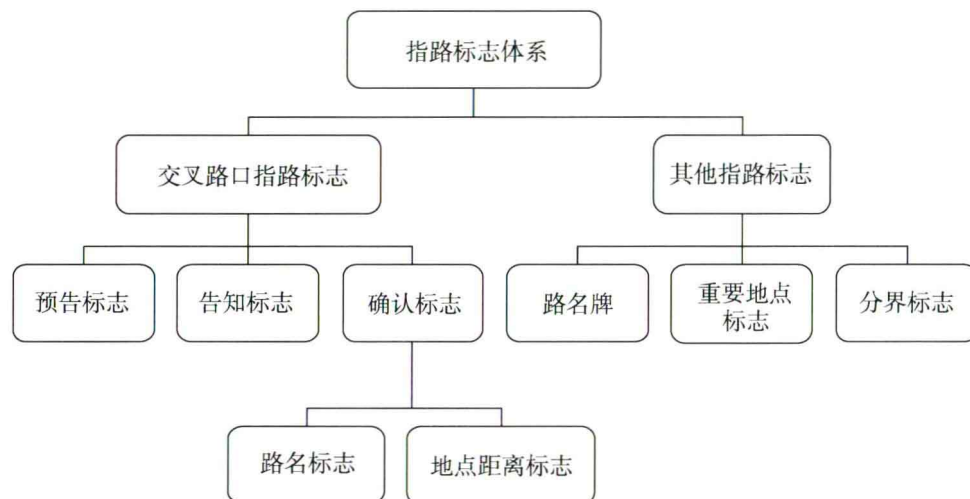 指路标志体系
交叉路口指路标志
其他指路标志
预告标志
告知标志
确认标志
路名牌
重要地点
标志
分界标志
路名标志
地点距离标志